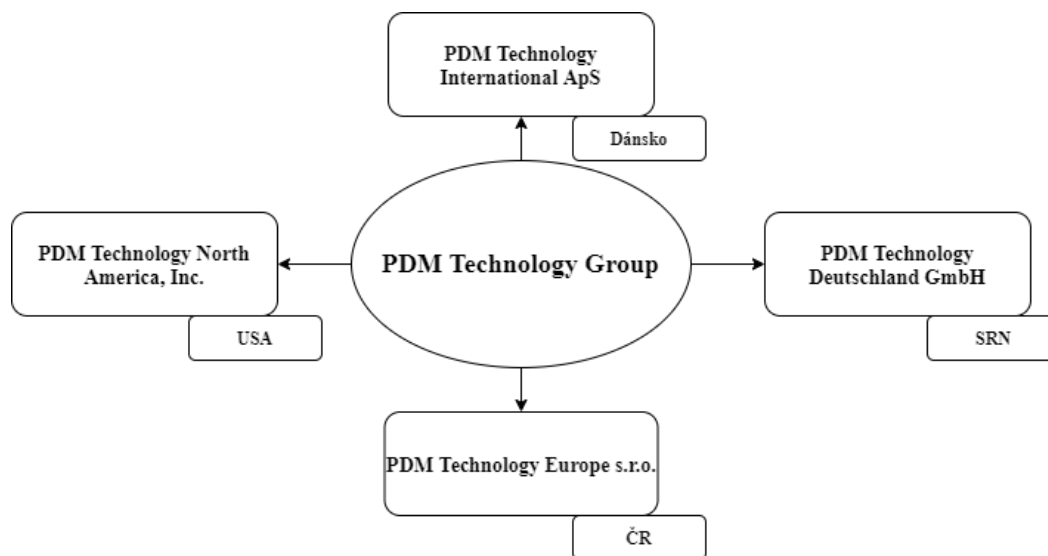 PDM Technology
International ApS
Dánsko
PDM Technology North
America, Inc.
USA
PDM Technology Group
PDM Technology
Deutschland GmbH
SRN
PDM Technology Europe s.r.o.
ČR